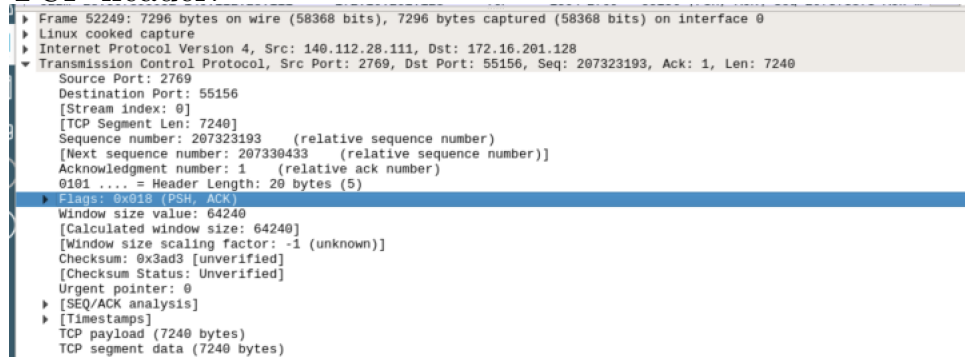 TCP Header:
Frame 52249: 7296 bytes on wire (58368 bits), 7296 bytes captured (58368 bits) on interface 0
Linux cooked capture
Internet Protocol Version 4, Src: 140.112.28.111, Dst: 172.16.201.128
Transmission Control Protocol, Src Port: 2769, Dst Port: 55156, Seq: 207323193, Ack: 1, Len: 7240
Source Port: 2769
Destination Port: 55156
[Stream index: 0]
[TCP Segment Len: 7240]
Sequence number: 207323193 (relative sequence number)
[Next sequence number: 207330433 (relative sequence number)]
Acknowledgment number: 1 (relative ack number)
0101 .... = Header Length: 20 bytes (5)
Flags: 0x018 (PSH, ACK)
Window size value: 64240
[Calculated window size: 64240]
[Window size scaling factor: -1 (unknown)]
Checksum: 0x3ad3 [unverified]
[Checksum Status: Unverified]
Urgent pointer: 0
[SEQ/ACK analysis]
[Timestamps]
TCP payload (7240 bytes)
TCP segment data (7240 bytes)